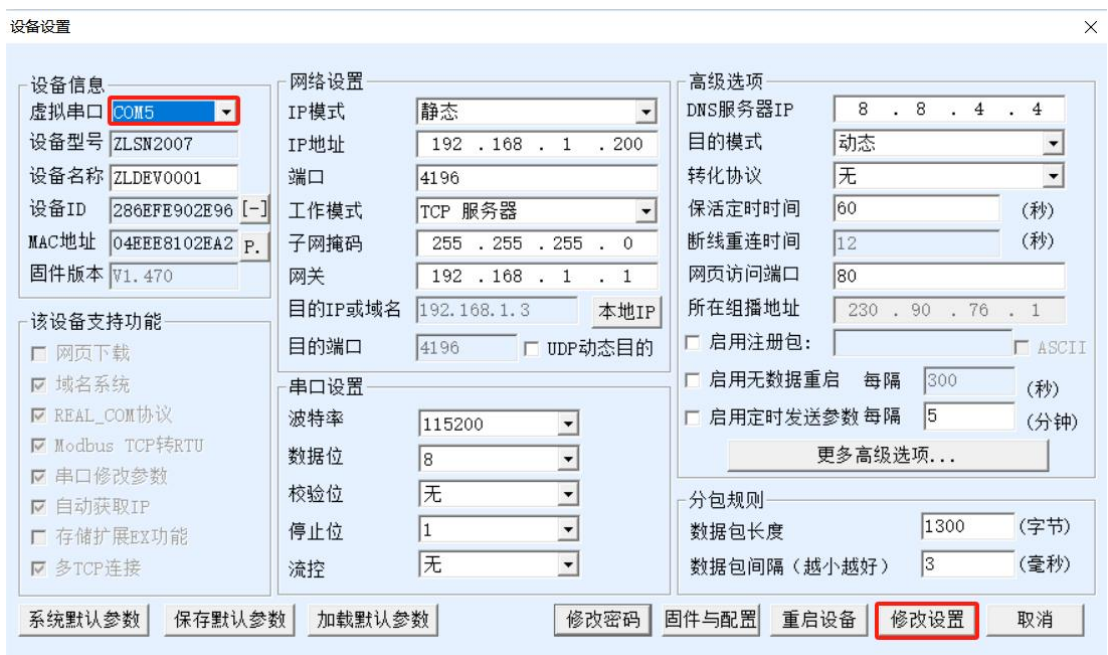 设备设置
设备信息
虚拟串口 COM5
设备型号 ZLSN2007
设备名称 ZLDEV0001
设备ID 286EFE902E96 [-]
MAC地址 04EEE8102EA2 P.
固件版本 V1.470
该设备支持功能
网页下载
域名系统
REAL_COM协议
Modbus TCP转RTU
串口修改参数
自动获取IP
存储扩展EX功能
多TCP连接
网络设置
IP模式 静态
IP地址 192 . 168 . 1 . 200
端口 4196
工作模式 TCP 服务器
子网掩码 255 . 255 . 255 . 0
网关 192 . 168 . 1 . 1
目的IP或域名 192.168.1.3 本地IP
目的端口 4196 UDP动态目的
串口设置
波特率 115200
数据位 8
校验位 无
停止位 1
流控 无
高级选项
DNS服务器IP 8 . 8 . 4 . 4
目的模式 动态
转化协议 无
保活定时时间 60 (秒)
断线重连时间 12 (秒)
网页访问端口 80
所在组播地址 230 . 90 . 76 . 1
启用注册包: ASCII
启用无数据重启 每隔 300 (秒)
启用定时发送参数 每隔 5 (分钟)
更多高级选项...
分包规则
数据包长度 1300 (字节)
数据包间隔（越小越好） 3 (毫秒)
系统默认参数 保存默认参数 加载默认参数 修改密码 固件与配置 重启设备 修改设置 取消